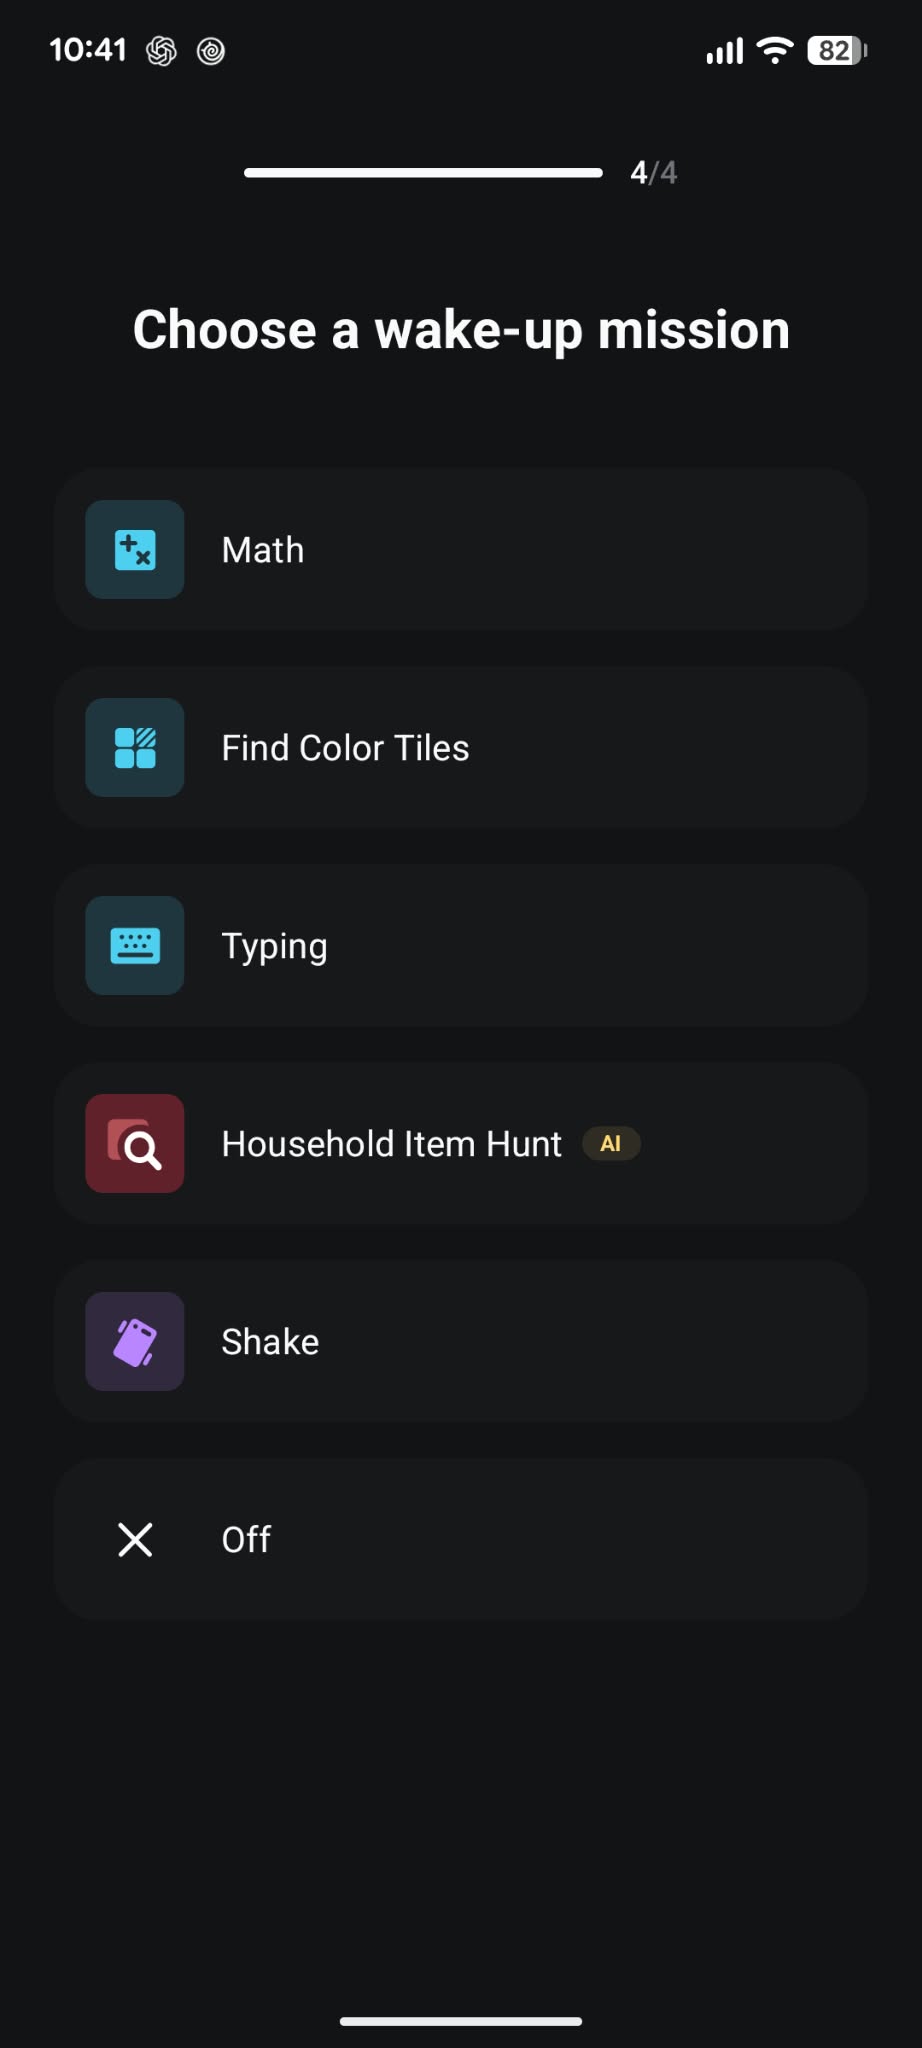 10:41
82
4/4
Choose a wake-up mission
Math
Find Color Tiles
Typing
Household Item Hunt AI
Shake
Off